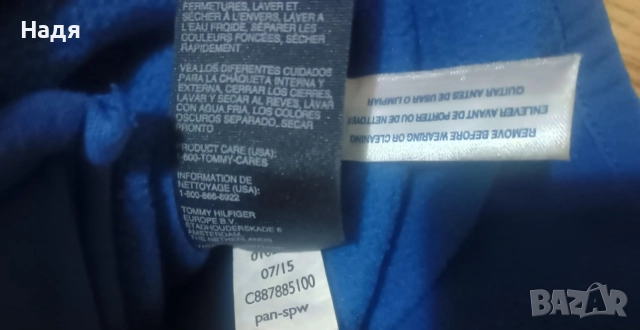 Надя
FERMETURES, LAVER ET
SÉCHER À L'ENVERS, LAVER À
L'EAU FROIDE, SÉPARER LES
COULEURS FONCÉES, SÉCHER
RAPIDEMENT
VEA LOS DIFERENTES CUIDADOS
PARA LA CHAQUETA INTERNA Y
EXTERNA, CERRAR LOS CIERRES,
LAVAR Y SECAR AL REVES, LAVAR
CON AGUA FRIA, LOS COLORES
OSCUROS SEPARADO, SECAR
PRONTO
PRODUCT CARE (USA):
1-800-TOMMY-CARES
INFORMATION DE
NETTOYAGE (USA):
1-800-866-6922
TOMMY HILFIGER
EUROPE B.V.
STADHOUDERSKADE 6
AMSTERDAM
THE NETHERLANDS
REMOVE BEFORE WEARING OR CLEANING
ENLEVER AVANT DE PORTER OU DE NETTOYER
QUITAR ANTES DE USAR O LIMPIAR
07/15
C887885100
pan-spw
BAZAR.bg